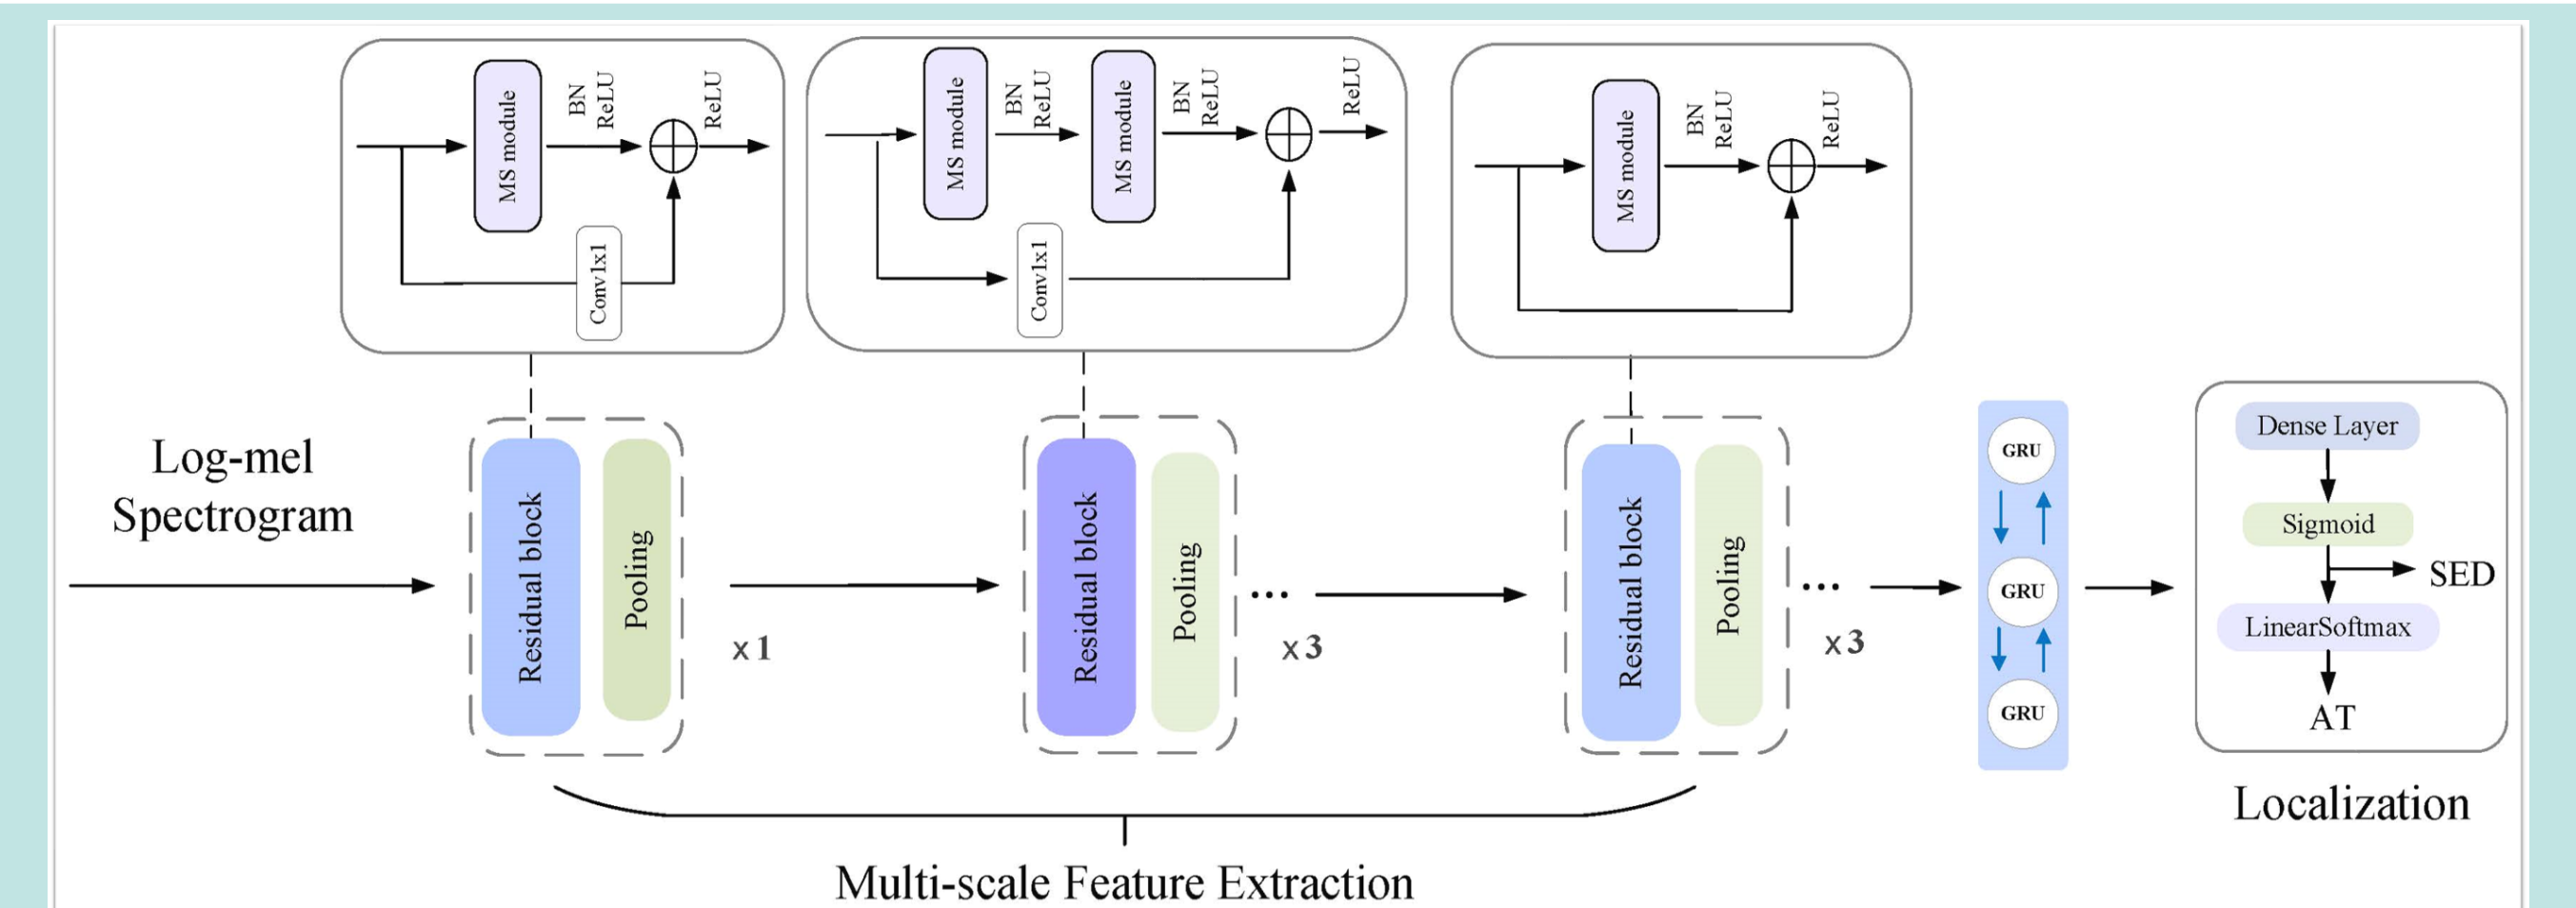 MS module
BN
ReLU
ReLU
Conv1x1
MS module
BN
ReLU
MS module
BN
ReLU
ReLU
Conv1x1
MS module
BN
ReLU
ReLU
Log-mel
Spectrogram
Residual block
Pooling
x1
Residual block
Pooling
...
x3
Residual block
Pooling
...
x3
GRU
GRU
GRU
Dense Layer
Sigmoid
SED
LinearSoftmax
AT
Localization
Multi-scale Feature Extraction